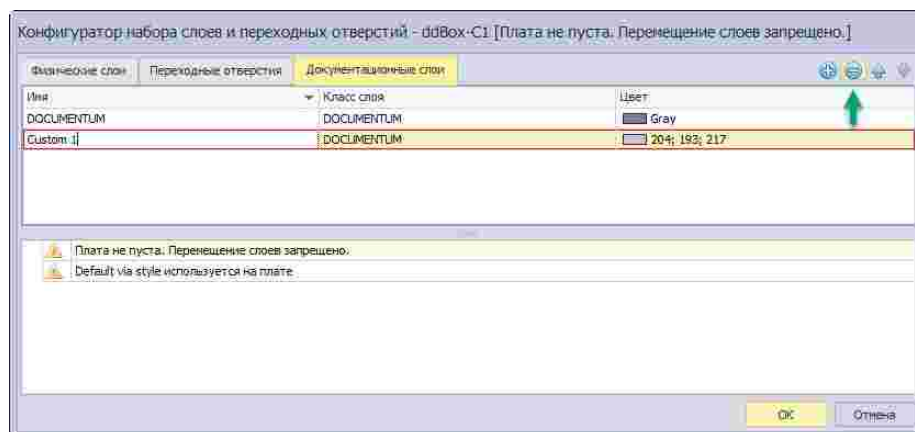 Конфигуратор набора слоев и переходных отверстий - ddBox-C1 [Плата не пуста. Перемещение слоев запрещено.]
Физические слои Переходные отверстия Документационные слои
Имя Класс слоя Цвет
DOCUMENTUM DOCUMENTUM Gray
Custom 1 DOCUMENTUM 204; 193; 217
Плата не пуста. Перемещение слоев запрещено.
Default via style используется на плате
ОК Отмена